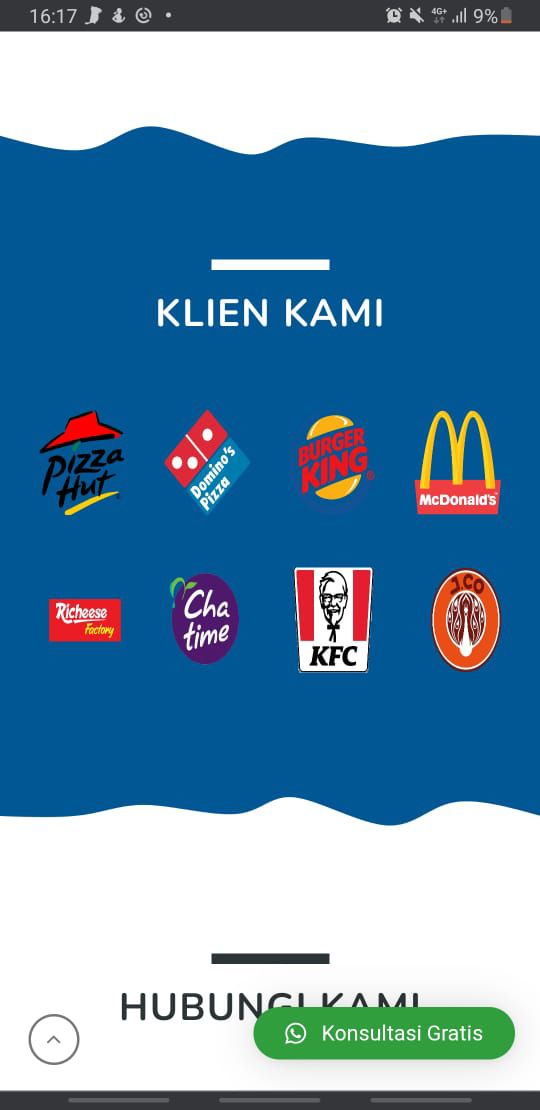 16:17
4G+
9%
KLIEN KAMI
Pizza
Hut
Domino's
Pizza
BURGER
KING
®
McDonald's
Richeese
Factory
Cha
time
KFC
J.CO
HUBUNGI KAMI
Konsultasi Gratis